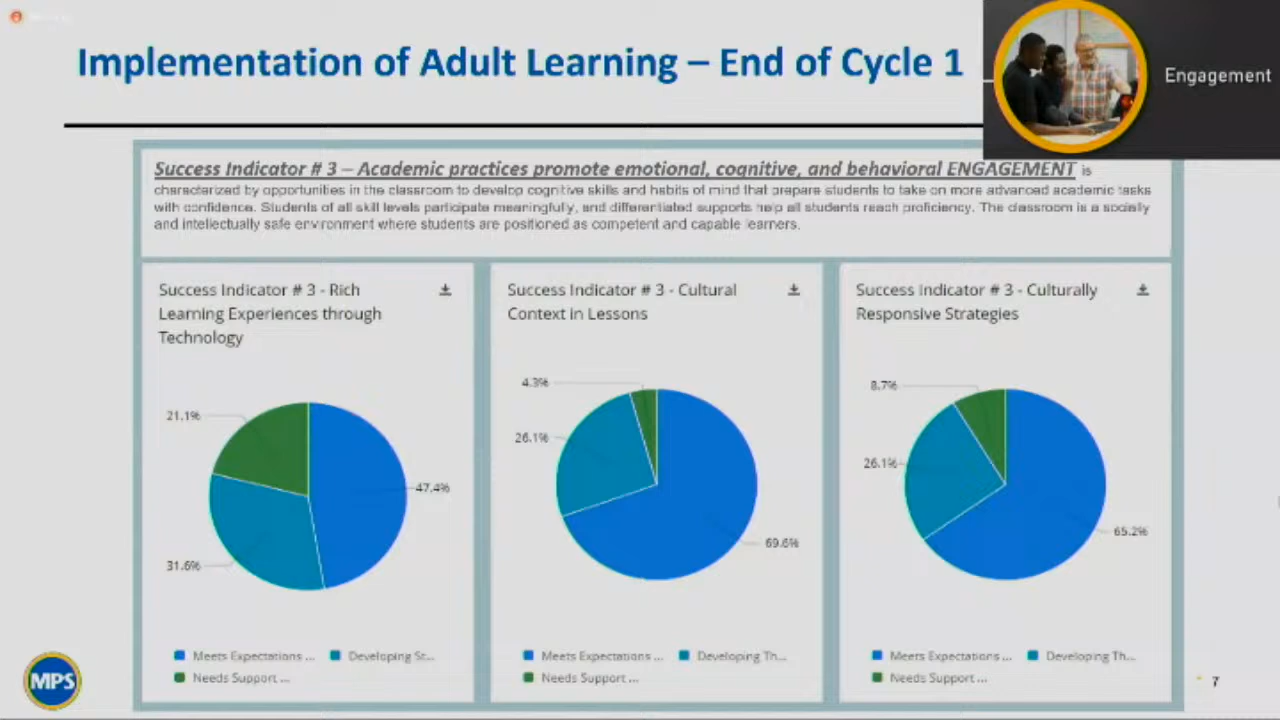 Implementation of Adult Learning – End of Cycle 1
Engagement
Success Indicator # 3 – Academic practices promote emotional, cognitive, and behavioral ENGAGEMENT is
characterized by opportunities in the classroom to develop cognitive skills and habits of mind that prepare students to take on more advanced academic tasks
with confidence. Students of all skill levels participate meaningfully, and differentiated supports help all students reach proficiency. The classroom is a socially
and intellectually safe environment where students are positioned as competent and capable learners.
Success Indicator # 3 - Rich
Learning Experiences through
Technology
21.1%
47.4%
31.6%
Meets Expectations ...
Developing St...
Needs Support ...
Success Indicator # 3 - Cultural
Context in Lessons
4.3%
26.1%
69.6%
Meets Expectations ...
Developing Th...
Needs Support ...
Success Indicator # 3 - Culturally
Responsive Strategies
8.7%
26.1%
65.2%
Meets Expectations ...
Developing Th...
Needs Support ...
MPS
7